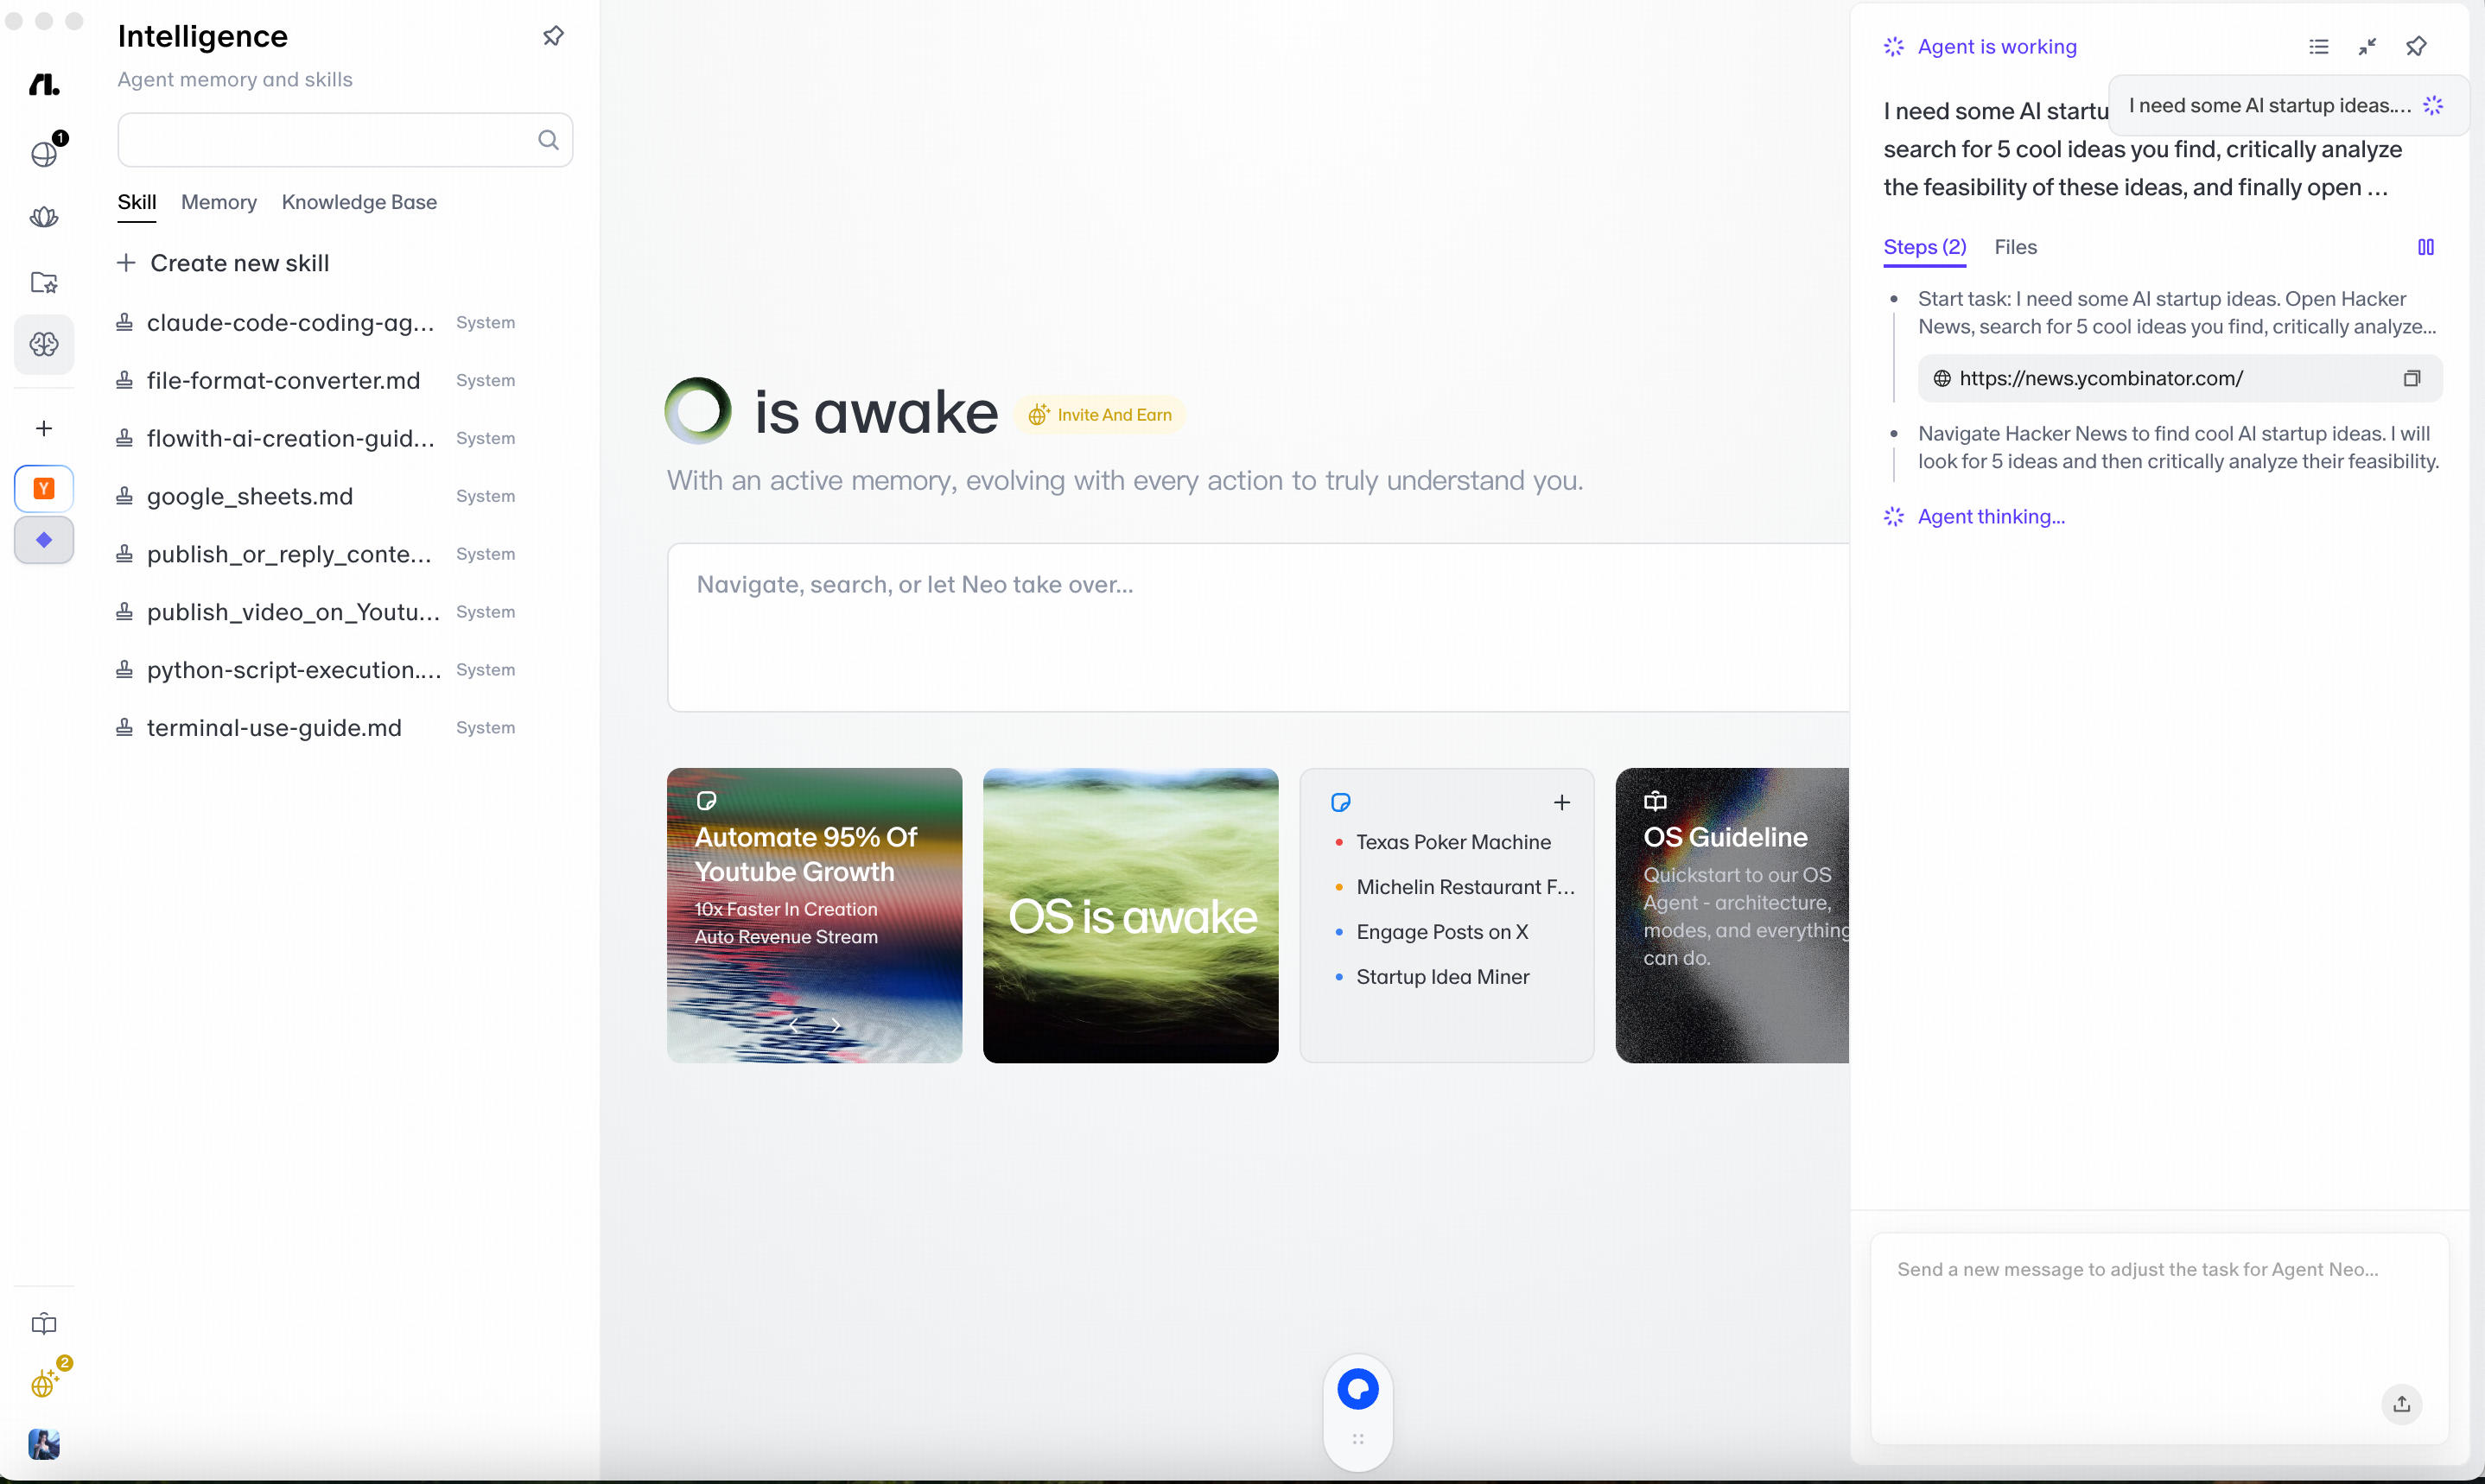 Intelligence
Agent memory and skills
Skill
Memory
Knowledge Base
Create new skill
claude-code-coding-ag...
System
file-format-converter.md
System
flowith-ai-creation-guid...
System
google_sheets.md
System
publish_or_reply_conte...
System
publish_video_on_Youtu...
System
python-script-execution....
System
terminal-use-guide.md
System
1
Y
2
is awake
Invite And Earn
With an active memory, evolving with every action to truly understand you.
Navigate, search, or let Neo take over...
Automate 95% Of
Youtube Growth
10x Faster In Creation
Auto Revenue Stream
OS is awake
Texas Poker Machine
Michelin Restaurant F...
Engage Posts on X
Startup Idea Miner
OS Guideline
Quickstart to our OS
Agent - architecture,
modes, and everything
can do.
Agent is working
I need some AI startu
I need some AI startup ideas....
search for 5 cool ideas you find, critically analyze
the feasibility of these ideas, and finally open ...
Steps (2)
Files
Start task: I need some AI startup ideas. Open Hacker
News, search for 5 cool ideas you find, critically analyze...
https://news.ycombinator.com/
Navigate Hacker News to find cool AI startup ideas. I will
look for 5 ideas and then critically analyze their feasibility.
Agent thinking...
Send a new message to adjust the task for Agent Neo...